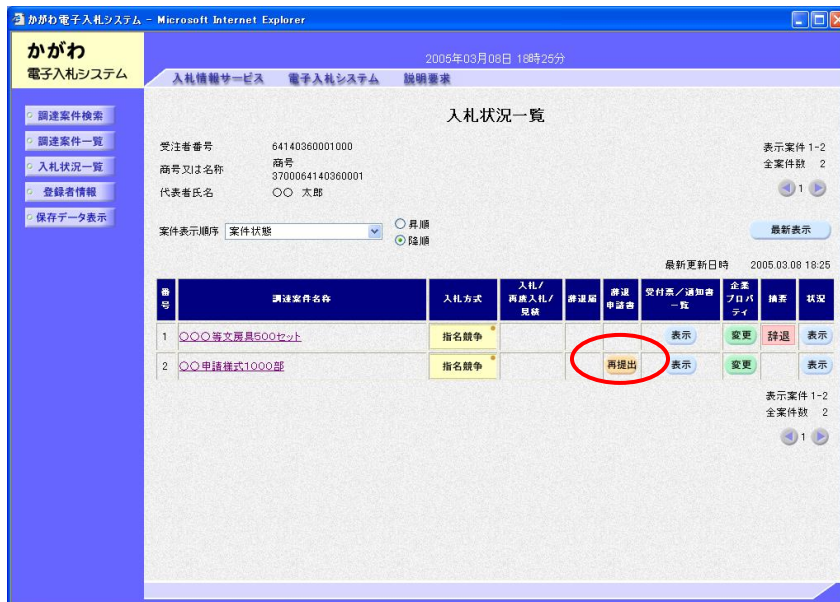 かがわ電子入札システム - Microsoft Internet Explorer
かがわ
電子入札システム
2005年03月08日 18時25分
入札情報サービス 電子入札システム 説明要求
調達案件検索
調達案件一覧
入札状況一覧
登録者情報
保存データ表示
入札状況一覧
受注者番号 64140360001000
商号又は名称 商号
3700064140360001
代表者氏名 〇〇 太郎
表示案件 1-2
全案件数 2
1
案件表示順序 案件状態
昇順
降順
最新表示
最新更新日時 2005.03.08 18:25
番号 調達案件名称 入札方式 入札/再度入札/見積 辞退届 辞退申請書 受付票/通知書一覧 企業プロパティ 摘要 状況
1 〇〇〇等文房具500セット 指名競争 表示 変更 辞退 表示
2 〇〇申請様式1000部 指名競争 再提出 表示 変更 表示
表示案件 1-2
全案件数 2
1